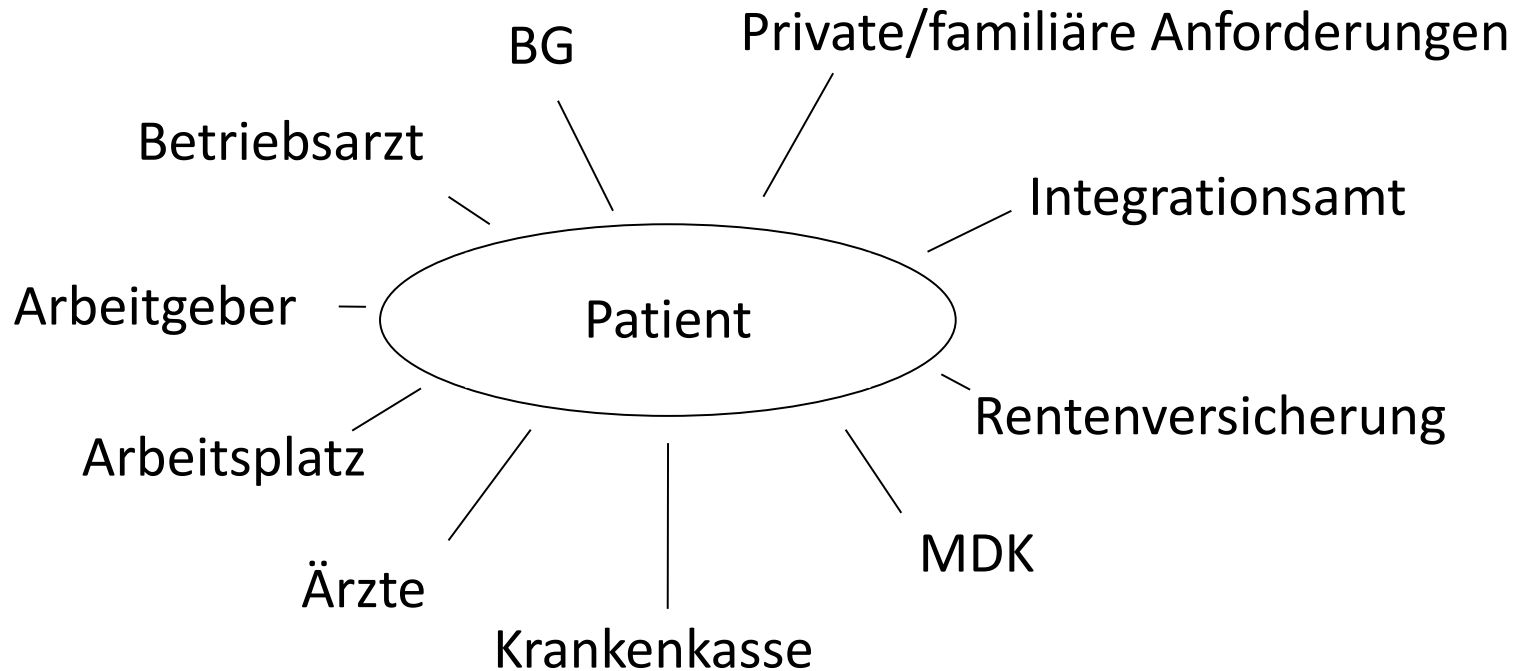 BG
Private/familiäre Anforderungen
Betriebsarzt
Integrationsamt
Arbeitgeber
Patient
Rentenversicherung
Arbeitsplatz
MDK
Ärzte
Krankenkasse